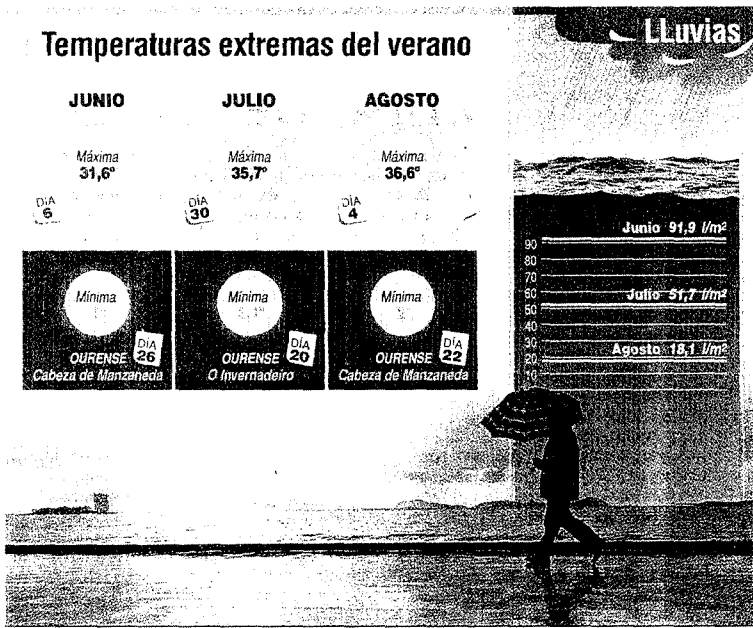 Temperaturas extremas del verano
JUNIO
Máxima
31,6º
DÍA
6
Mínima
DÍA
26
OURENSE
Cabeza de Manzaneda
JULIO
Máxima
35,7º
DÍA
30
Mínima
DÍA
20
OURENSE
O Invernadeiro
AGOSTO
Máxima
36,6º
DÍA
4
Mínima
DÍA
22
OURENSE
Cabeza de Manzaneda
LLuvias
Junio 91,9 l/m²
90
80
70
60
Julio 51,7 l/m²
50
40
30
Agosto 18,1 l/m²
20
10